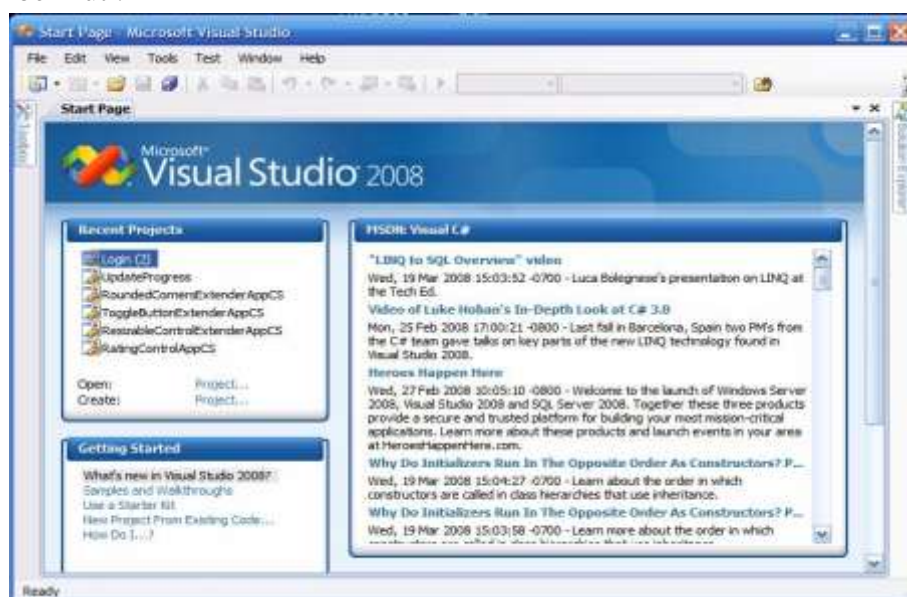 Start Page - Microsoft Visual Studio
File Edit View Tools Test Window Help
Start Page
Toolbox
Solution Explorer
Microsoft
Visual Studio 2008
Recent Projects
Login (2)
UpdateProgress
RoundedCornersExtenderAppCS
ToggleButtonExtenderAppCS
ResizableControlExtenderAppCS
RatingControlAppCS
Open: Project...
Create: Project...
Getting Started
What's new in Visual Studio 2008?
Samples and Walkthroughs
Use a Starter Kit
New Project From Existing Code...
How Do I...?
MSDN: Visual C#
"LINQ to SQL Overview" video
Wed, 19 Mar 2008 15:03:52 -0700 - Luca Bolognese's presentation on LINQ at
the Tech Ed.
Video of Luke Hoban's In-Depth Look at C# 3.0
Mon, 25 Feb 2008 17:00:21 -0800 - Last fall in Barcelona, Spain two PM's from
the C# team gave talks on key parts of the new LINQ technology found in
Visual Studio 2008.
Heroes Happen Here
Wed, 27 Feb 2008 10:05:10 -0800 - Welcome to the launch of Windows Server
2008, Visual Studio 2008 and SQL Server 2008. Together these three products
provide a secure and trusted platform for building your most mission-critical
applications. Learn more about these products and launch events in your area
at HeroesHappenHere.com.
Why Do Initializers Run In The Opposite Order As Constructors? P...
Wed, 19 Mar 2008 15:04:27 -0700 - Learn about the order in which
constructors are called in class hierarchies that use inheritance.
Why Do Initializers Run In The Opposite Order As Constructors? P...
Wed, 19 Mar 2008 15:03:58 -0700 - Learn more about the order in which
Ready